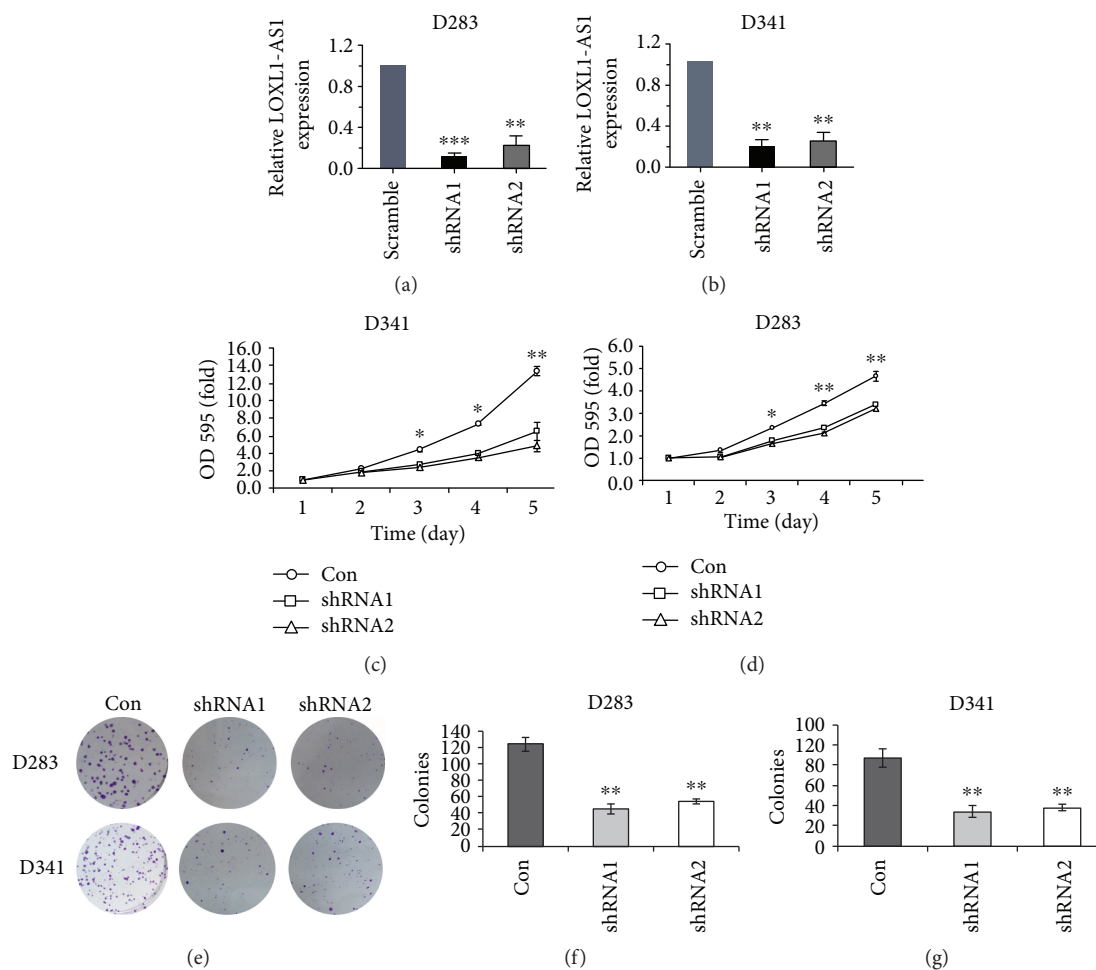 D283
Relative LOXL1-AS1
expression
1.2
0.8
0.4
0.0
***
**
Scramble
shRNA1
shRNA2
(a)
D341
Relative LOXL1-AS1
expression
1.2
0.8
0.4
0.0
**
**
Scramble
shRNA1
shRNA2
(b)
D341
OD 595 (fold)
16.0
14.0
12.0
10.0
8.0
6.0
4.0
2.0
0.0
*
*
**
1 2 3 4 5
Time (day)
Con
shRNA1
shRNA2
(c)
D283
OD 595 (fold)
6.0
5.0
4.0
3.0
2.0
1.0
0.0
*
**
**
1 2 3 4 5
Time (day)
Con
shRNA1
shRNA2
(d)
Con shRNA1 shRNA2
D283
D341
(e)
D283
Colonies
140
120
100
80
60
40
20
0
**
**
Con
shRNA1
shRNA2
(f)
D341
Colonies
100
120
80
60
40
20
0
**
**
Con
shRNA1
shRNA2
(g)